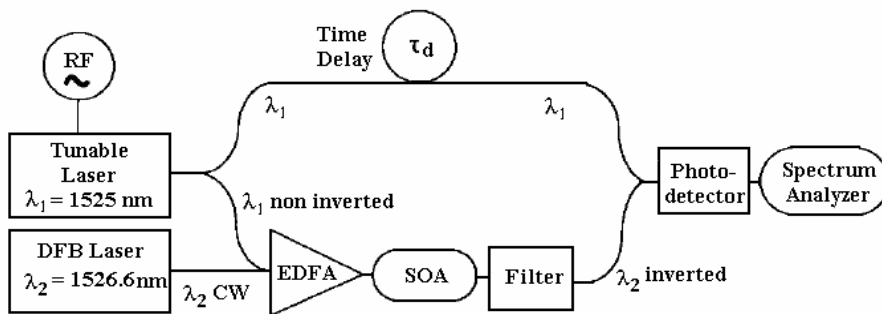 RF
~
Time
Delay
τd
λ1
λ1
Tunable
Laser
λ1 = 1525 nm
λ1 non inverted
Photo-
detector
Spectrum
Analyzer
DFB Laser
λ2 = 1526.6nm
λ2 CW
EDFA
SOA
Filter
λ2 inverted